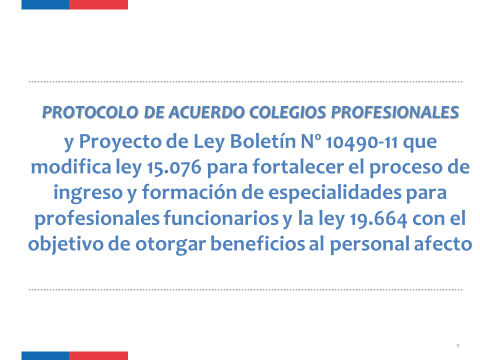 PROTOCOLO DE ACUERDO COLEGIOS PROFESIONALES
y Proyecto de Ley Boletín Nº 10490-11 que
modifica ley 15.076 para fortalecer el proceso de
ingreso y formación de especialidades para
profesionales funcionarios y la ley 19.664 con el
objetivo de otorgar beneficios al personal afecto
1